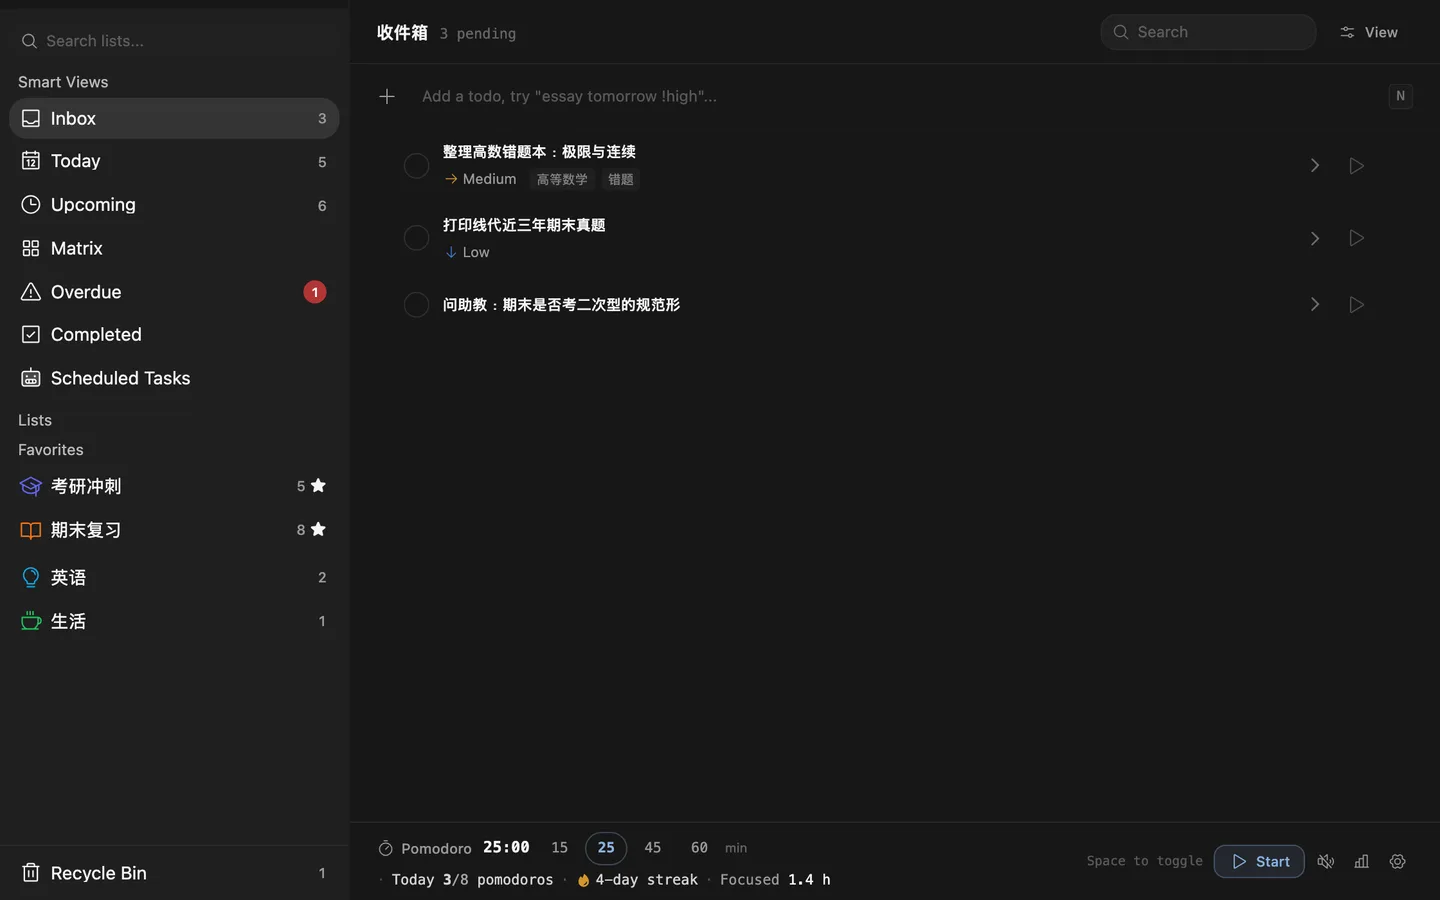 Search lists...
Smart Views
Inbox 3
Today 5
Upcoming 6
Matrix
Overdue 1
Completed
Scheduled Tasks
Lists
Favorites
考研冲刺 5
期末复习 8
英语 2
生活 1
Recycle Bin 1
收件箱 3 pending
Search
View
Add a todo, try "essay tomorrow !high"...
N
整理高数错题本：极限与连续
Medium 高等数学 错题
打印线代近三年期末真题
Low
问助教：期末是否考二次型的规范形
Pomodoro 25:00 15 25 45 60 min
· Today 3/8 pomodoros · 4-day streak · Focused 1.4 h
Space to toggle
Start